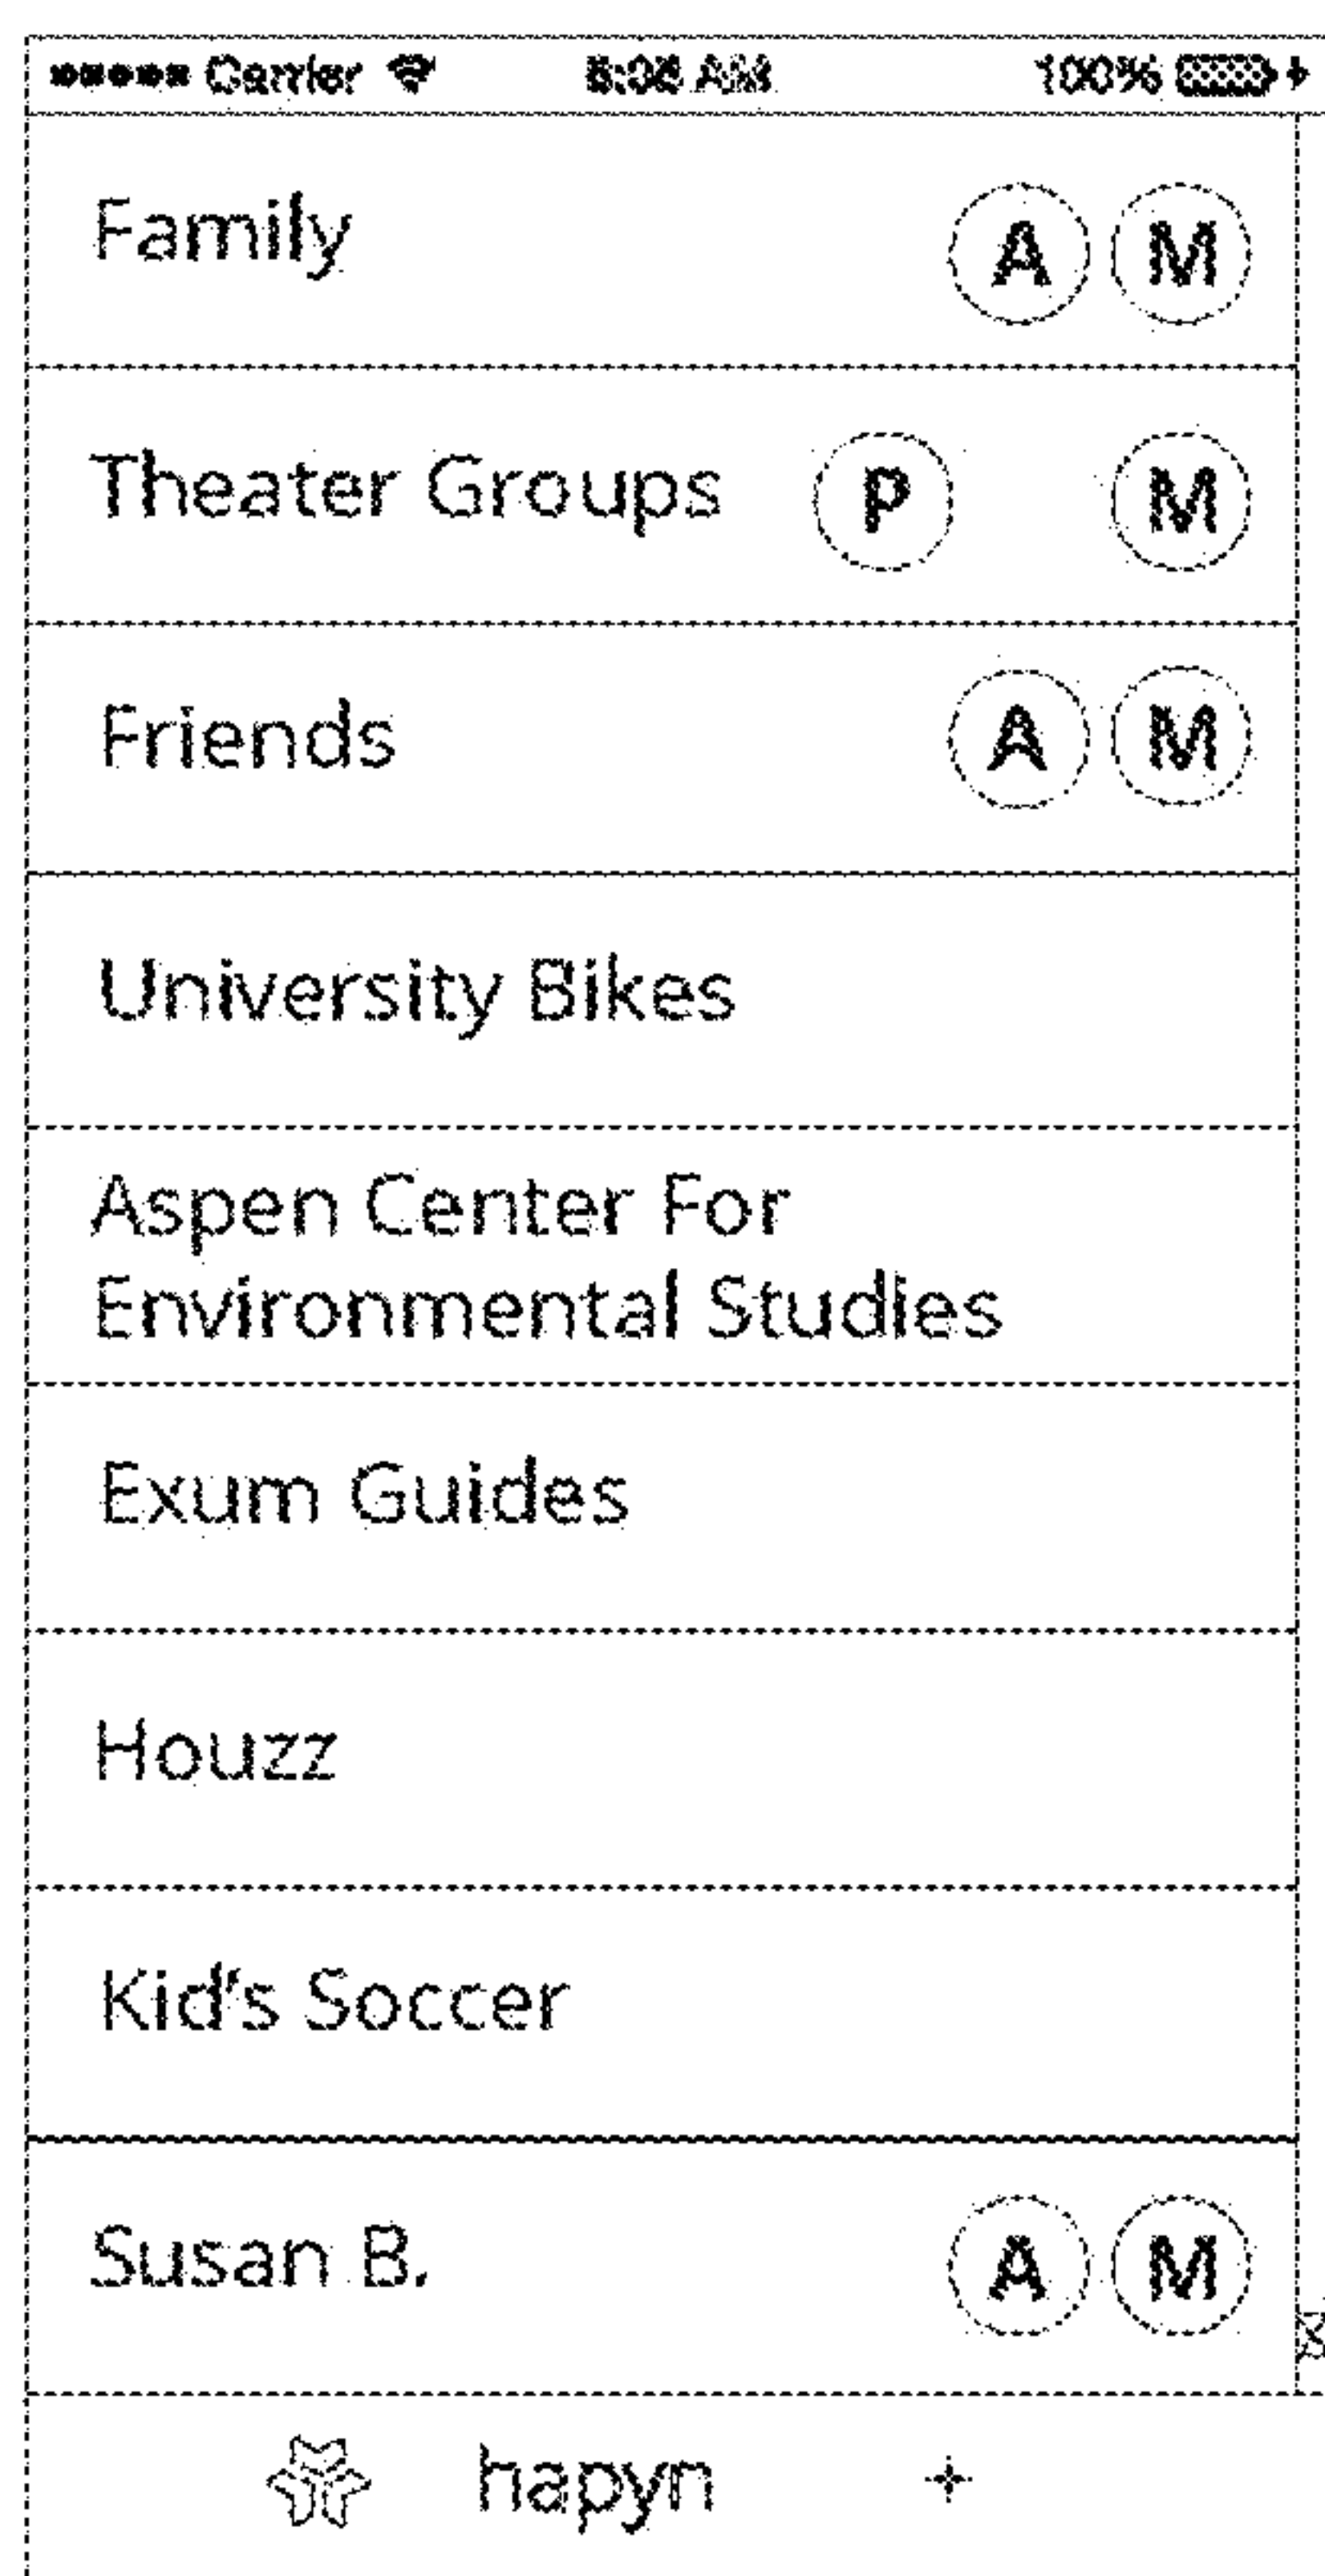 Carrier AM 100%
Family A M
Theater Groups P M
Friends A M
University Bikes
Aspen Center For
Environmental Studies
Exum Guides
Houzz
Kid's Soccer
Susan B. A M
hapyn +